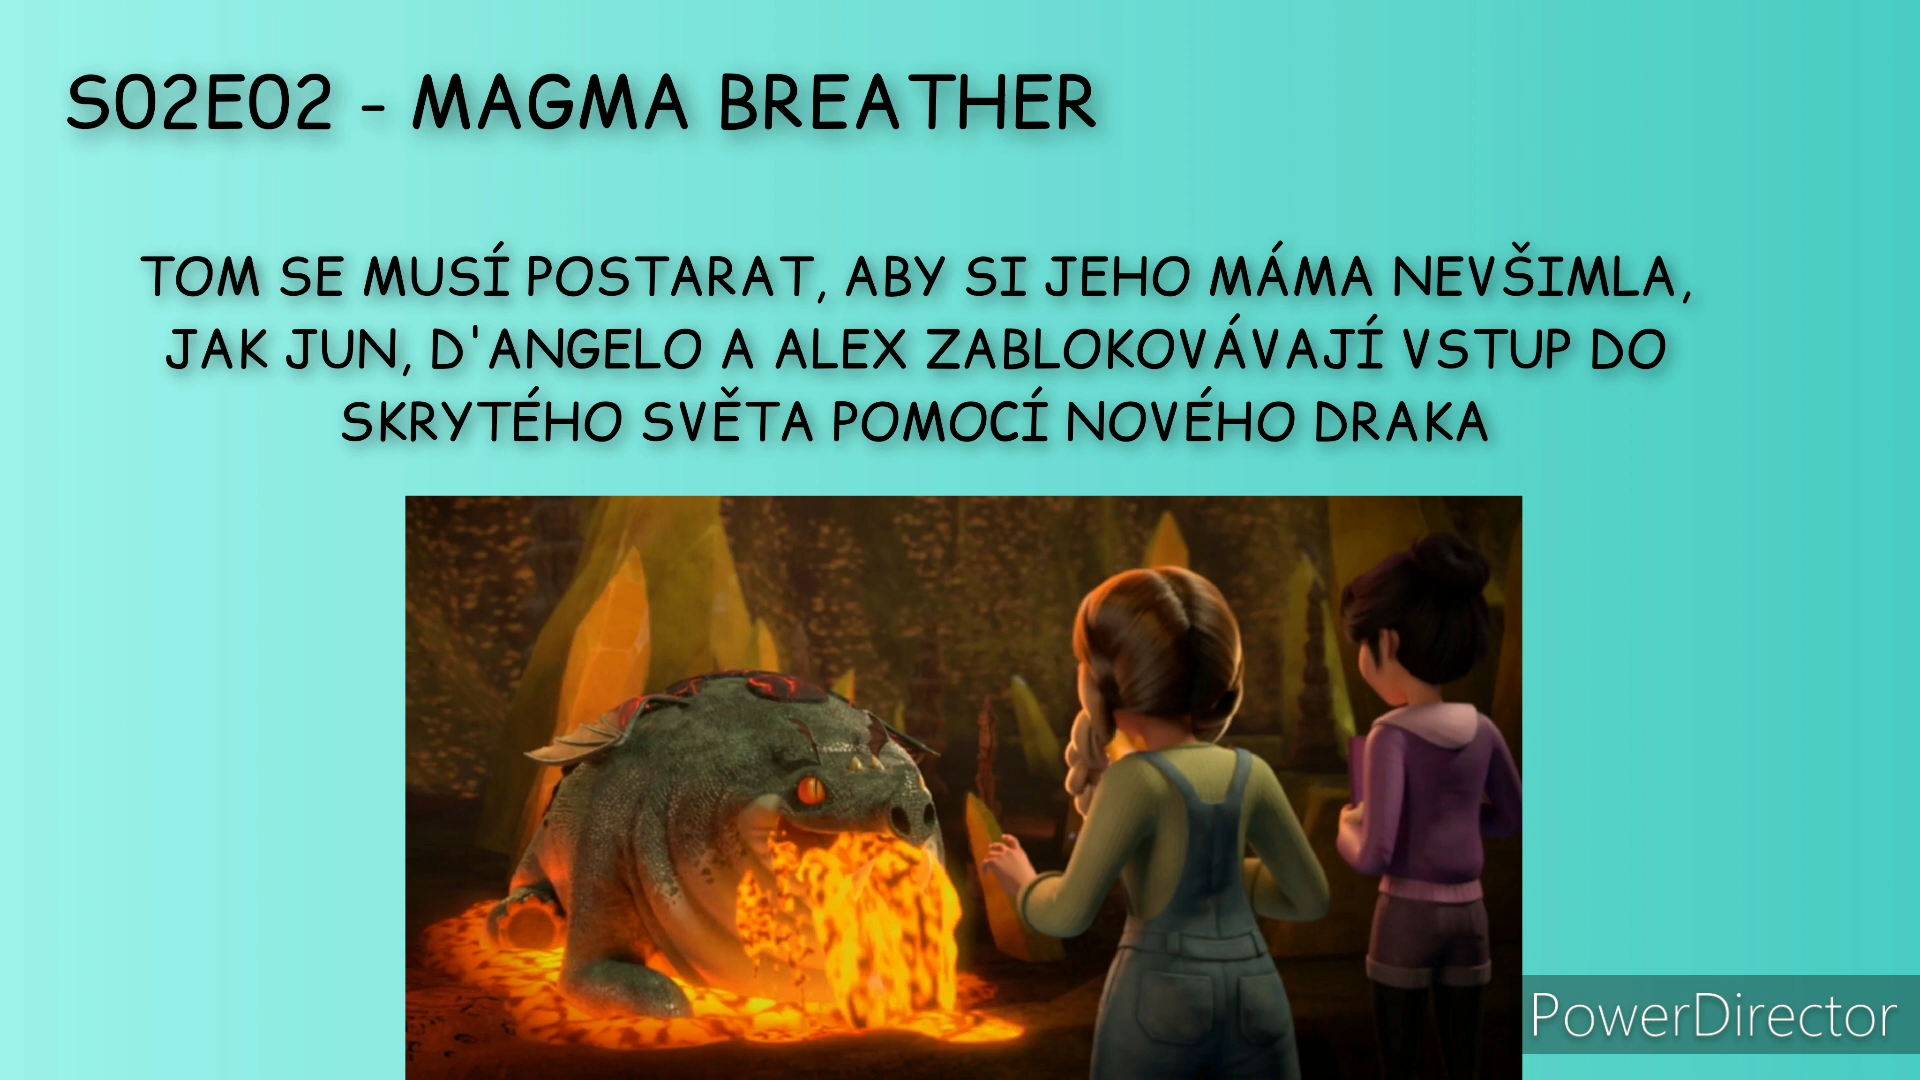 S02E02 - MAGMA BREATHER
TOM SE MUSÍ POSTARAT, ABY SI JEHO MÁMA NEVŠIMLA,
JAK JUN, D'ANGELO A ALEX ZABLOKOVÁVAJÍ VSTUP DO
SKRYTÉHO SVĚTA POMOCÍ NOVÉHO DRAKA
PowerDirector